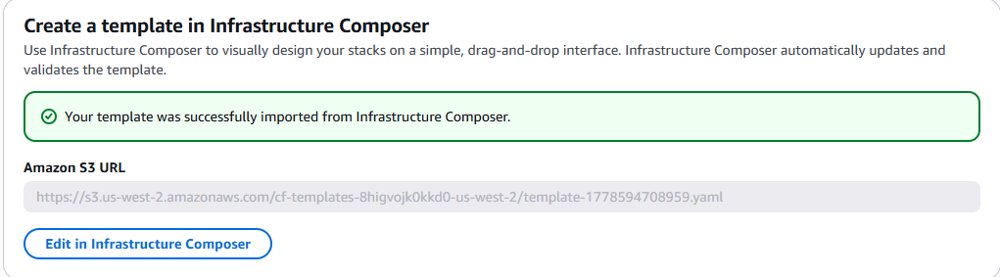 Create a template in Infrastructure Composer
Use Infrastructure Composer to visually design your stacks on a simple, drag-and-drop interface. Infrastructure Composer automatically updates and
validates the template.
Your template was successfully imported from Infrastructure Composer.
Amazon S3 URL
https://s3.us-west-2.amazonaws.com/cf-templates-8higvojk0kkd0-us-west-2/template-1778594708959.yaml
Edit in Infrastructure Composer